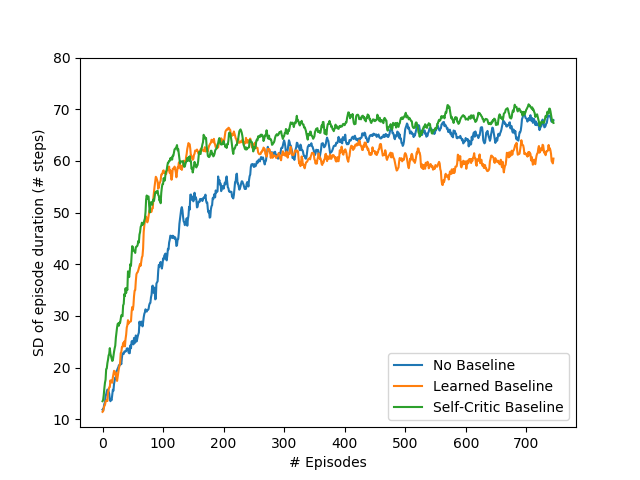 80
70
60
50
40
30
20
10
SD of episode duration (# steps)
0 100 200 300 400 500 600 700
# Episodes
No Baseline
Learned Baseline
Self-Critic Baseline